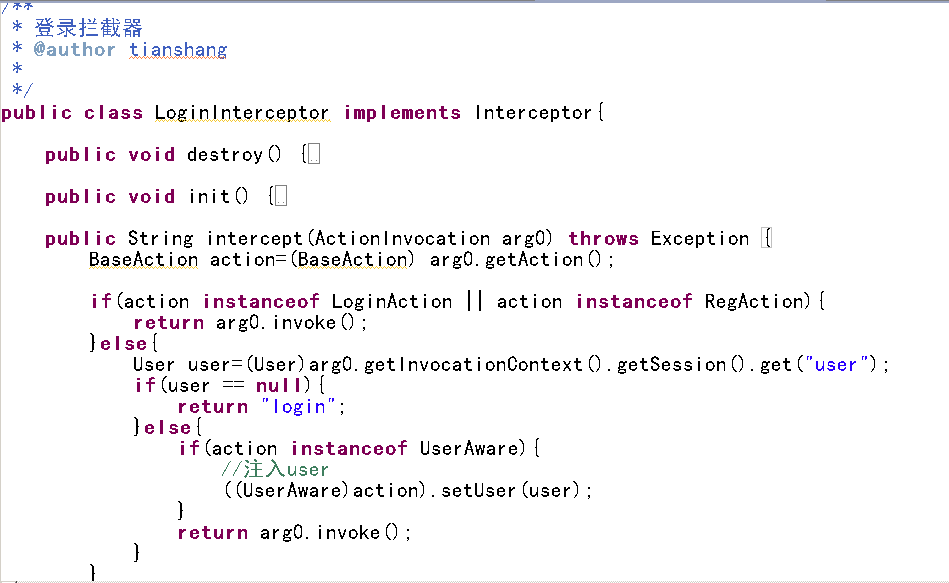 /**
 * 登录拦截器
 * @author tianshang
 *
 */
public class LoginInterceptor implements Interceptor{
    public void destroy() {
    public void init() {
    public String intercept(ActionInvocation arg0) throws Exception {
        BaseAction action=(BaseAction) arg0.getAction();
        if(action instanceof LoginAction || action instanceof RegAction){
            return arg0.invoke();
        }else{
            User user=(User)arg0.getInvocationContext().getSession().get("user");
            if(user == null){
                return "login";
            }else{
                if(action instanceof UserAware){
                    //注入user
                    ((UserAware)action).setUser(user);
                }
                return arg0.invoke();
            }
        }